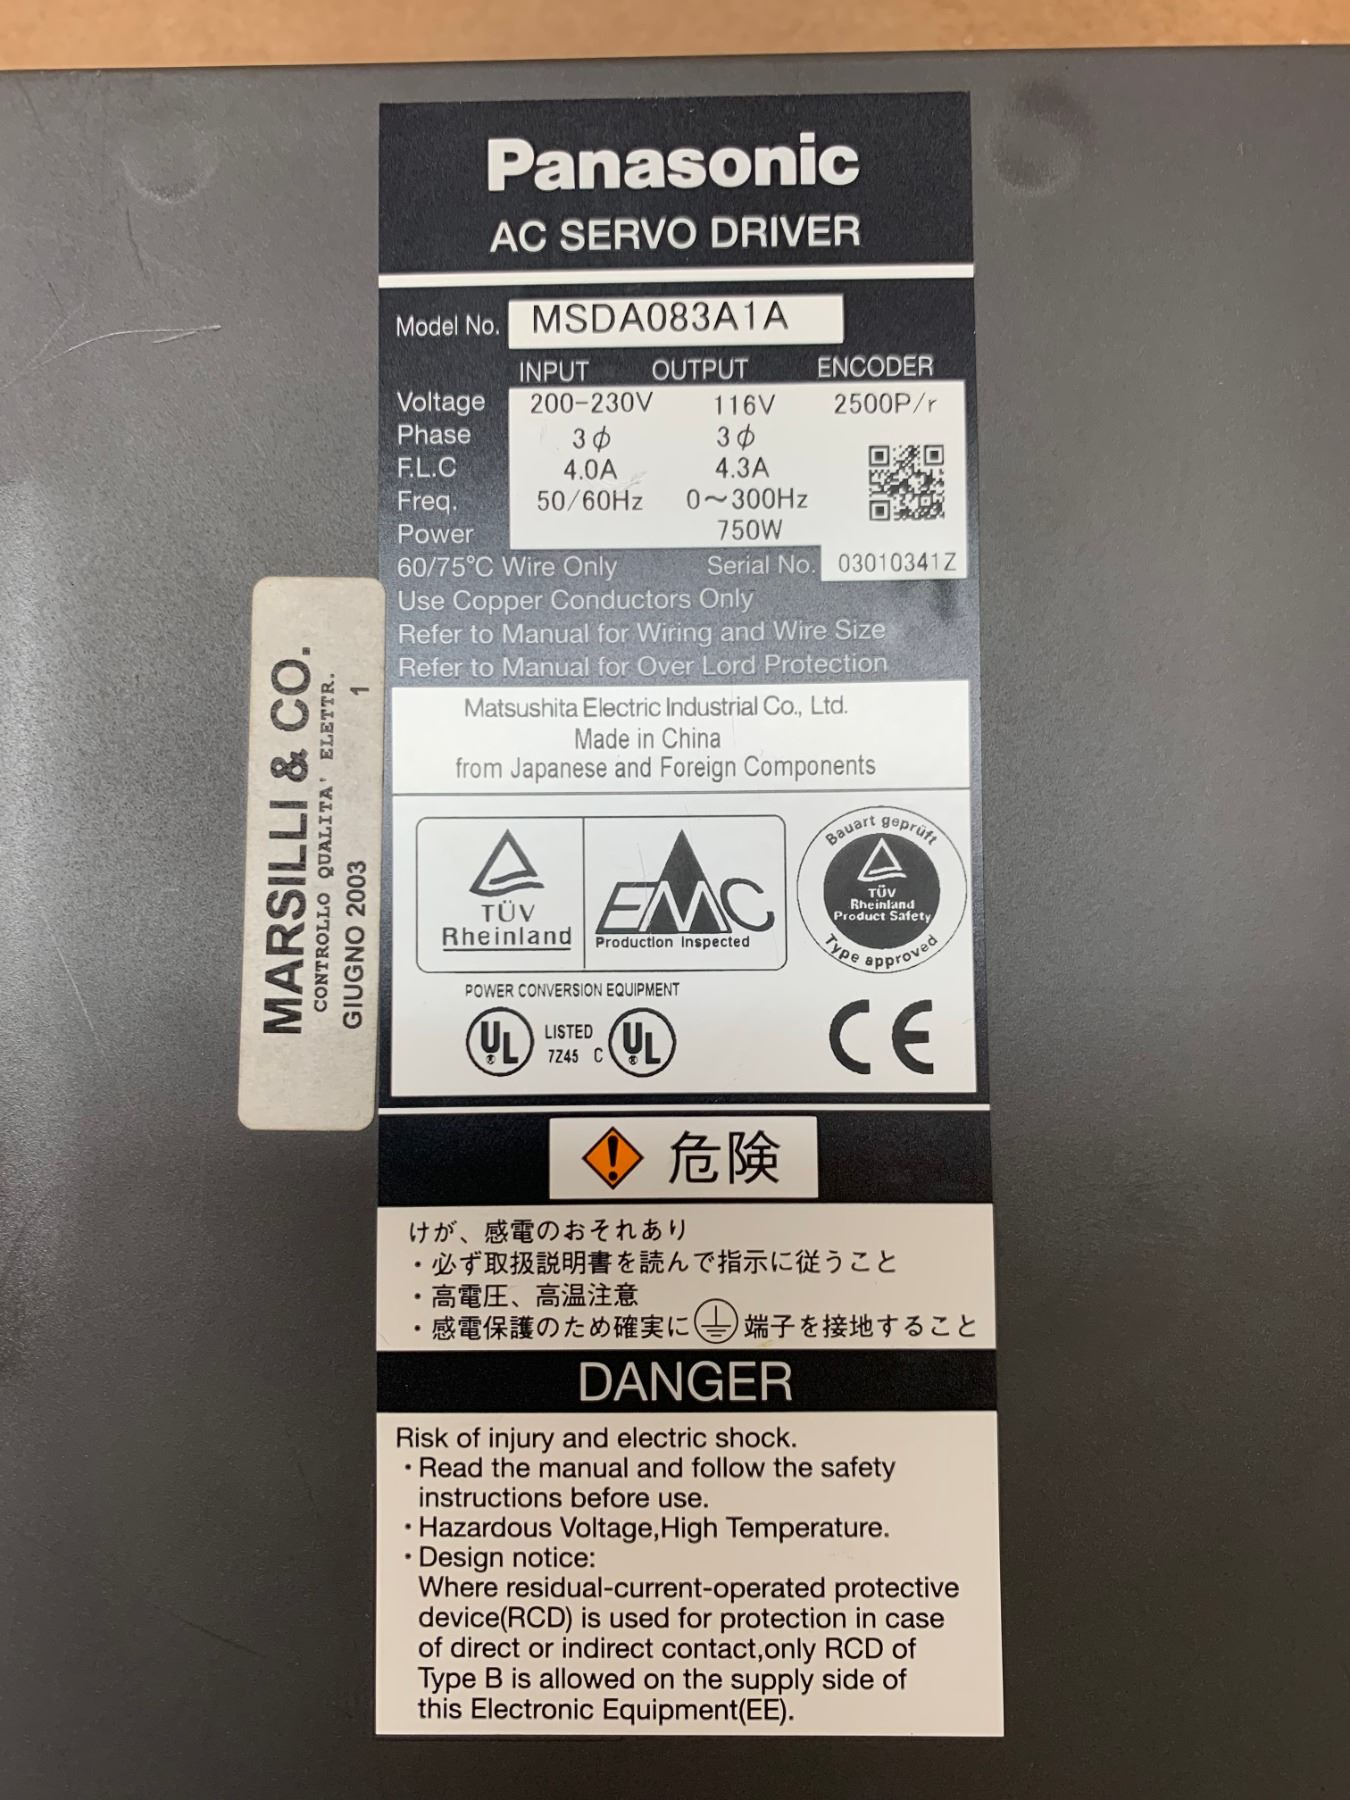 Panasonic
AC SERVO DRIVER
Model No. MSDA083A1A
INPUT OUTPUT ENCODER
Voltage 200-230V 116V 2500P/r
Phase 3ϕ 3ϕ
F.L.C 4.0A 4.3A
Freq. 50/60Hz 0～300Hz
Power 750W
60/75°C Wire Only Serial No. 03010341Z
Use Copper Conductors Only
Refer to Manual for Wiring and Wire Size
Refer to Manual for Over Lord Protection
Matsushita Electric Industrial Co., Ltd.
Made in China
from Japanese and Foreign Components
TÜV
Rheinland
EMC
Production Inspected
Bauart geprüft
TÜV
Rheinland
Product Safety
Type approved
POWER CONVERSION EQUIPMENT
UL® LISTED 7Z45 C UL®
CE
MARSILLI & CO.
CONTROLLO QUALITA' ELETTR.
GIUGNO 2003 1
危険
けが、感電のおそれあり
・必ず取扱説明書を読んで指示に従うこと
・高電圧、高温注意
・感電保護のため確実に⏚端子を接地すること
DANGER
Risk of injury and electric shock.
・Read the manual and follow the safety
instructions before use.
・Hazardous Voltage,High Temperature.
・Design notice:
Where residual-current-operated protective
device(RCD) is used for protection in case
of direct or indirect contact,only RCD of
Type B is allowed on the supply side of
this Electronic Equipment(EE).